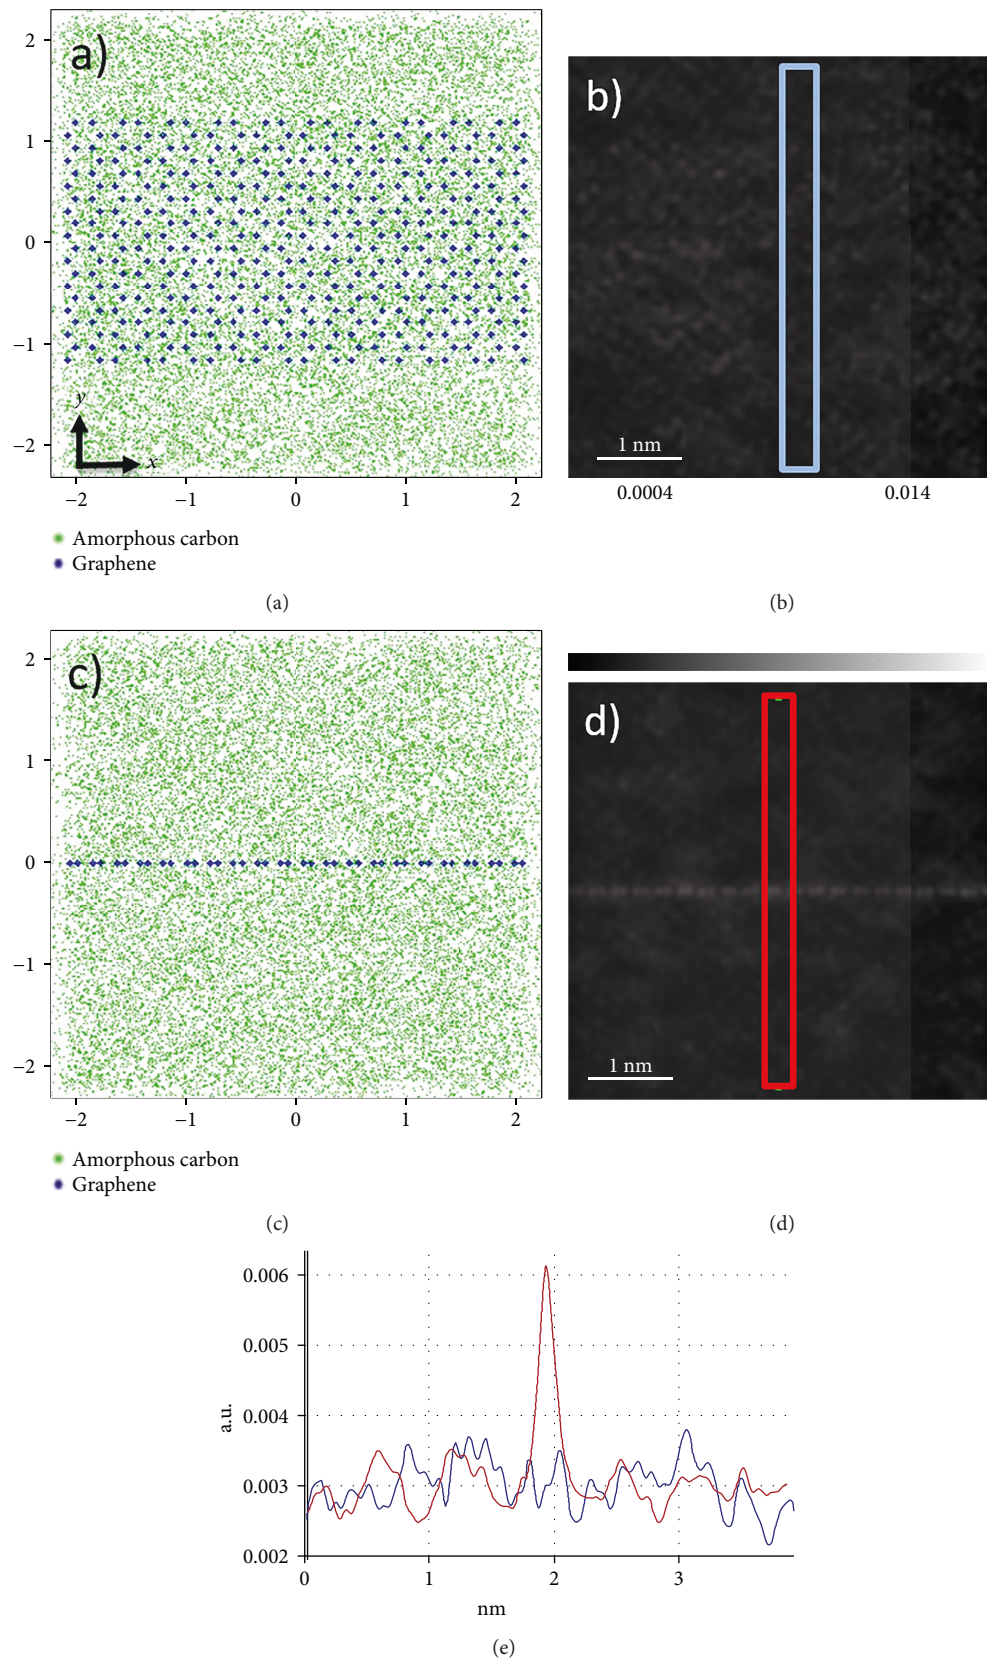 a)
2
1
0
−1
−2
y
x
−2 −1 0 1 2
Amorphous carbon
Graphene
(a)
b)
1 nm
0.0004 0.014
(b)
c)
2
1
0
−1
−2
−2 −1 0 1 2
Amorphous carbon
Graphene
(c)
d)
1 nm
(d)
0.006
0.005
0.004
0.003
0.002
a.u.
0 1 2 3
nm
(e)